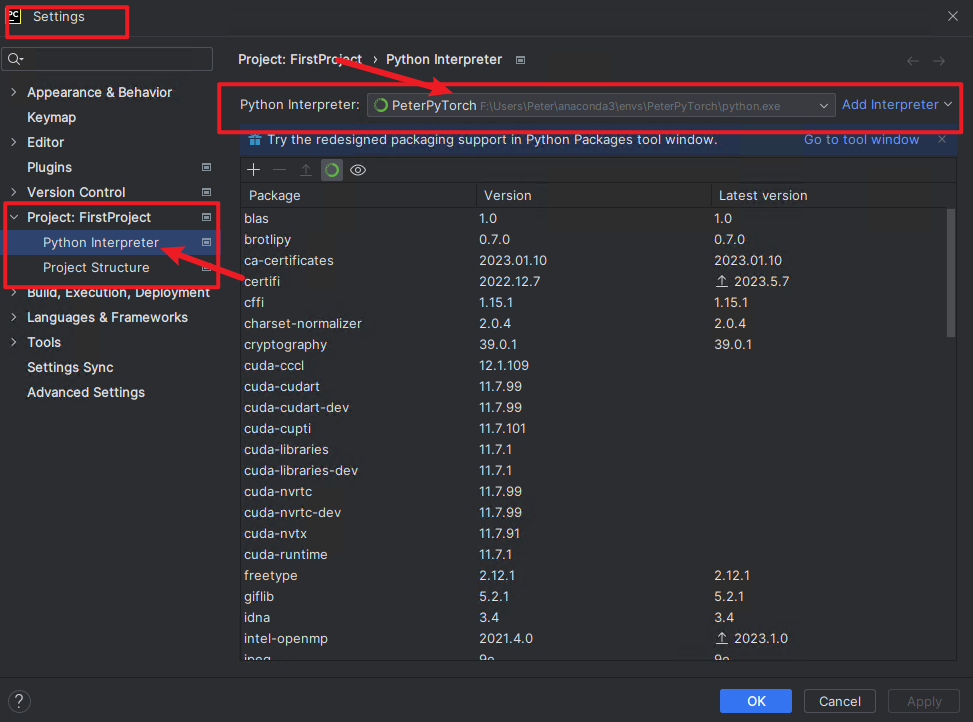 PC Settings
Project: FirstProject › Python Interpreter
Appearance & Behavior
Keymap
Editor
Plugins
Version Control
Project: FirstProject
Python Interpreter
Project Structure
Build, Execution, Deployment
Languages & Frameworks
Tools
Settings Sync
Advanced Settings
Python Interpreter: PeterPyTorch F:\Users\Peter\anaconda3\envs\PeterPyTorch\python.exe Add Interpreter
Try the redesigned packaging support in Python Packages tool window. Go to tool window
Package Version Latest version
blas 1.0 1.0
brotlipy 0.7.0 0.7.0
ca-certificates 2023.01.10 2023.01.10
certifi 2022.12.7 2023.5.7
cffi 1.15.1 1.15.1
charset-normalizer 2.0.4 2.0.4
cryptography 39.0.1 39.0.1
cuda-cccl 12.1.109
cuda-cudart 11.7.99
cuda-cudart-dev 11.7.99
cuda-cupti 11.7.101
cuda-libraries 11.7.1
cuda-libraries-dev 11.7.1
cuda-nvrtc 11.7.99
cuda-nvrtc-dev 11.7.99
cuda-nvtx 11.7.91
cuda-runtime 11.7.1
freetype 2.12.1 2.12.1
giflib 5.2.1 5.2.1
idna 3.4 3.4
intel-openmp 2021.4.0 2023.1.0
jpeg 9e 9e
? OK Cancel Apply